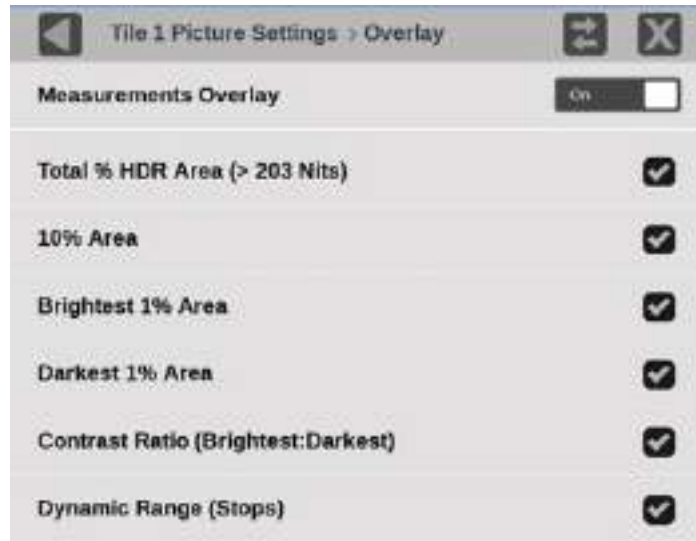 Tile 1 Picture Settings > Overlay
Measurements Overlay
On
Total % HDR Area (> 203 Nits)
10% Area
Brightest 1% Area
Darkest 1% Area
Contrast Ratio (Brightest:Darkest)
Dynamic Range (Stops)